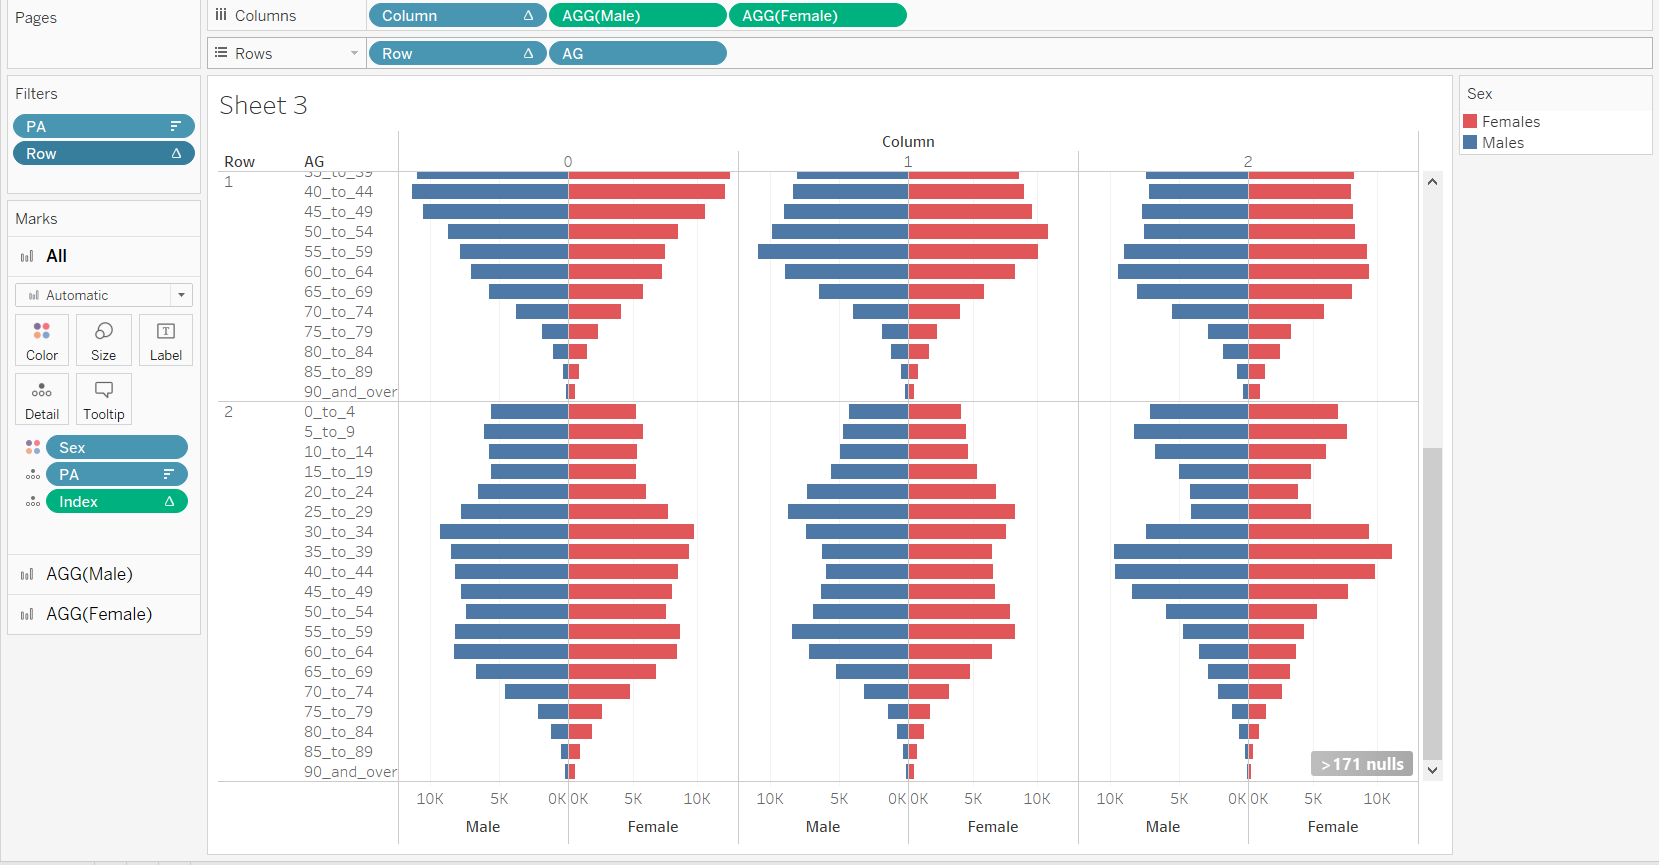 Pages
Columns
Column
AGG(Male)
AGG(Female)
Rows
Row
AG
Filters
PA
Row
Marks
All
Automatic
Color
Size
T
Label
Detail
Tooltip
Sex
PA
Index
AGG(Male)
AGG(Female)
Sheet 3
Column
Row
AG
0
1
2
1
35_to_39
40_to_44
45_to_49
50_to_54
55_to_59
60_to_64
65_to_69
70_to_74
75_to_79
80_to_84
85_to_89
90_and_over
2
0_to_4
5_to_9
10_to_14
15_to_19
20_to_24
25_to_29
30_to_34
35_to_39
40_to_44
45_to_49
50_to_54
55_to_59
60_to_64
65_to_69
70_to_74
75_to_79
80_to_84
85_to_89
90_and_over
>171 nulls
10K 5K 0K 0K 5K 10K 10K 5K 0K 0K 5K 10K 10K 5K 0K 0K 5K 10K
Male Female Male Female Male Female
Sex
Females
Males